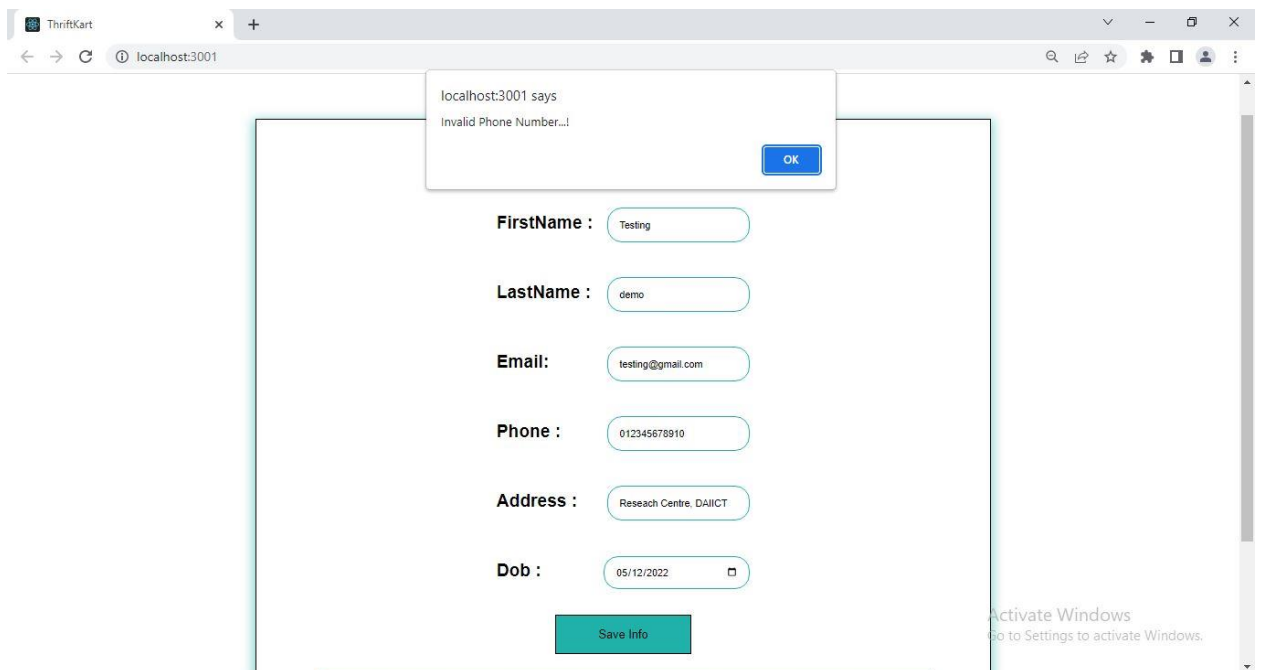 ThriftKart
localhost:3001
localhost:3001 says
Invalid Phone Number...!
OK
FirstName :
Testing
LastName :
demo
Email:
testing@gmail.com
Phone :
012345678910
Address :
Reseach Centre, DAIICT
Dob :
05/12/2022
Save Info
Activate Windows
Go to Settings to activate Windows.